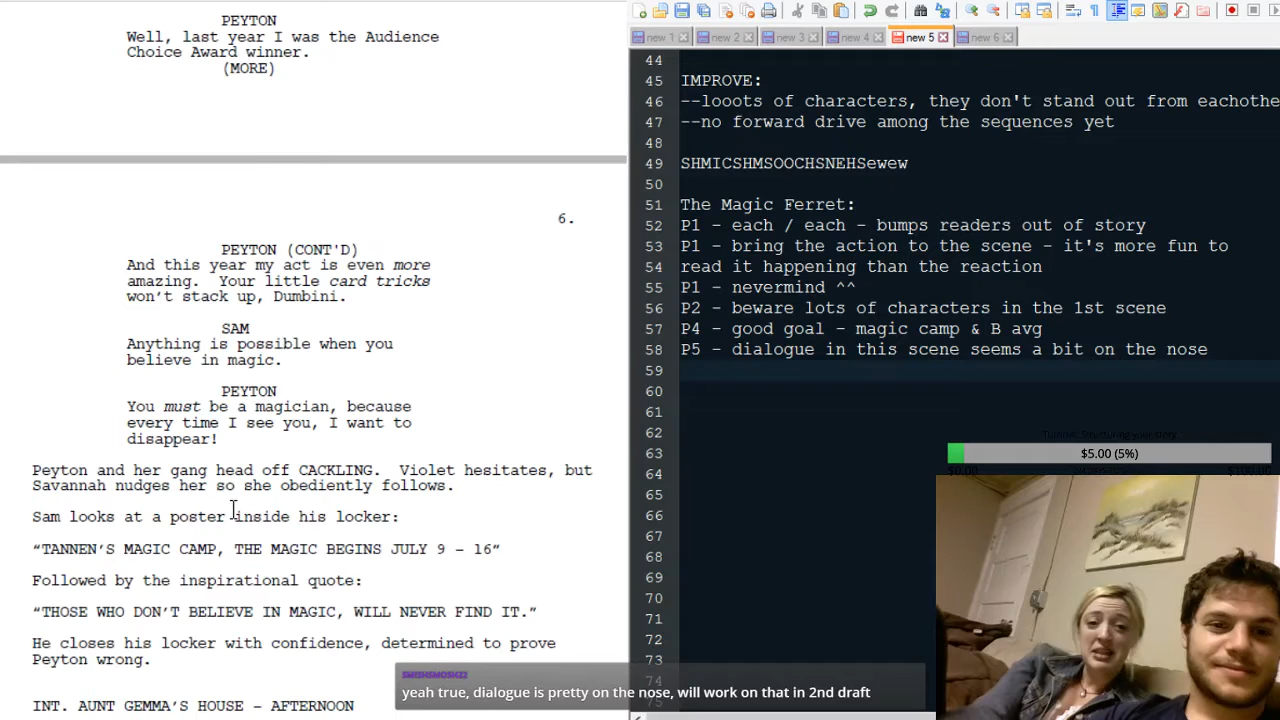 PEYTON
Well, last year I was the Audience
Choice Award winner.
(MORE)
6.
PEYTON (CONT'D)
And this year my act is even more
amazing. Your little card tricks
won't stack up, Dumbini.
SAM
Anything is possible when you
believe in magic.
PEYTON
You must be a magician, because
every time I see you, I want to
disappear!
Peyton and her gang head off CACKLING. Violet hesitates, but
Savannah nudges her so she obediently follows.
Sam looks at a poster inside his locker:
“TANNEN'S MAGIC CAMP, THE MAGIC BEGINS JULY 9 – 16”
Followed by the inspirational quote:
“THOSE WHO DON'T BELIEVE IN MAGIC, WILL NEVER FIND IT.”
He closes his locker with confidence, determined to prove
Peyton wrong.
INT. AUNT GEMMA'S HOUSE – AFTERNOON
new 1 new 2 new 3 new 4 new 5 new 6
44
45 IMPROVE:
46 --looots of characters, they don't stand out from eachothe
47 --no forward drive among the sequences yet
48
49 SHMICSHMSOOCHSNEHSewew
50
51 The Magic Ferret:
52 P1 - each / each - bumps readers out of story
53 P1 - bring the action to the scene - it's more fun to
54 read it happening than the reaction
55 P1 - nevermind ^^
56 P2 - beware lots of characters in the 1st scene
57 P4 - good goal - magic camp & B avg
58 P5 - dialogue in this scene seems a bit on the nose
59
60
61
62
63
64
65
66
67
68
69
70
71
72
73
74
75
$5.00 (5%)
yeah true, dialogue is pretty on the nose, will work on that in 2nd draft